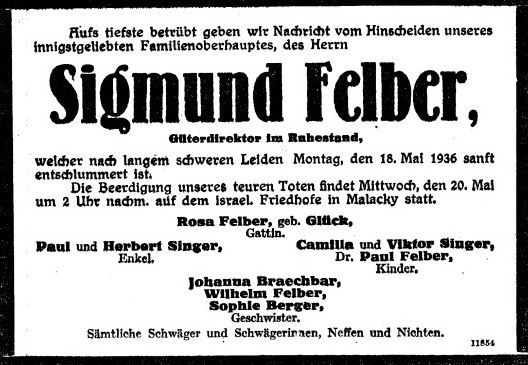 Aufs tiefste betrübt geben wir Nachricht vom Hinscheiden unseres
innigstgeliebten Familienoberhauptes, des Herrn
Sigmund Felber,
Güterdirektor im Ruhestand,
welcher nach langem schweren Leiden Montag, den 18. Mai 1936 sanft
entschlummert ist.
Die Beerdigung unseres teuren Toten findet Mittwoch, den 20. Mai
um 2 Uhr nachm. auf dem israel. Friedhofe in Malacky statt.
Rosa Felber, geb. Glück,
Gattin.
Paul und Herbert Singer,
Enkel.
Camilla und Viktor Singer,
Dr. Paul Felber,
Kinder.
Johanna Braechbar,
Wilhelm Felber,
Sophie Berger,
Geschwister.
Sämtliche Schwäger und Schwägerinnen, Neffen und Nichten.
11854